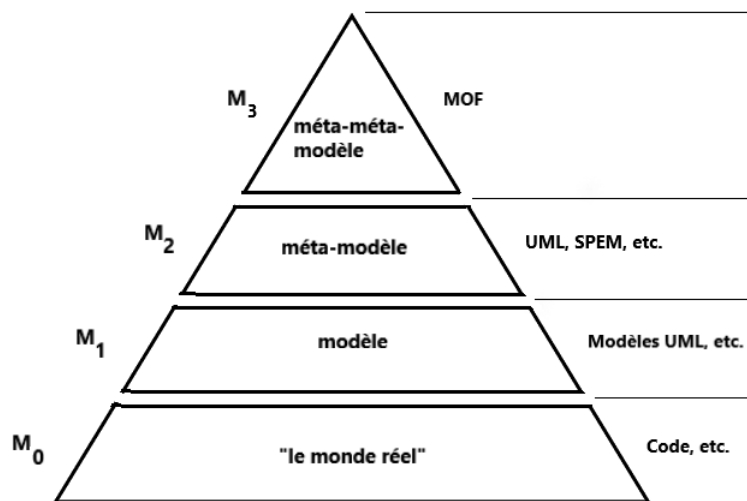 M3
méta-méta-
modèle
MOF
M2
méta-modèle
UML, SPEM, etc.
M1
modèle
Modèles UML, etc.
M0
"le monde réel"
Code, etc.